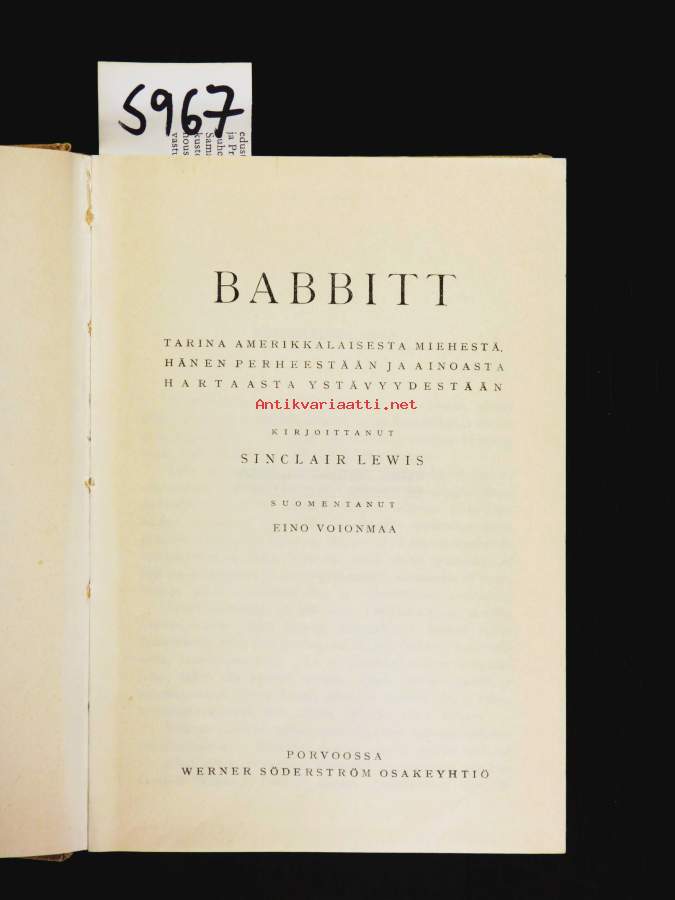 5967
BABBITT
TARINA AMERIKKALAISESTA MIEHESTÄ,
HÄNEN PERHEESTÄÄN JA AINOASTA
HARTAASTA YSTÄVYYDESTÄÄN
Antikvariaatti.net
KIRJOITTANUT
SINCLAIR LEWIS
SUOMENTANUT
EINO VOIONMAA
PORVOOSSA
WERNER SÖDERSTRÖM OSAKEYHTIÖ